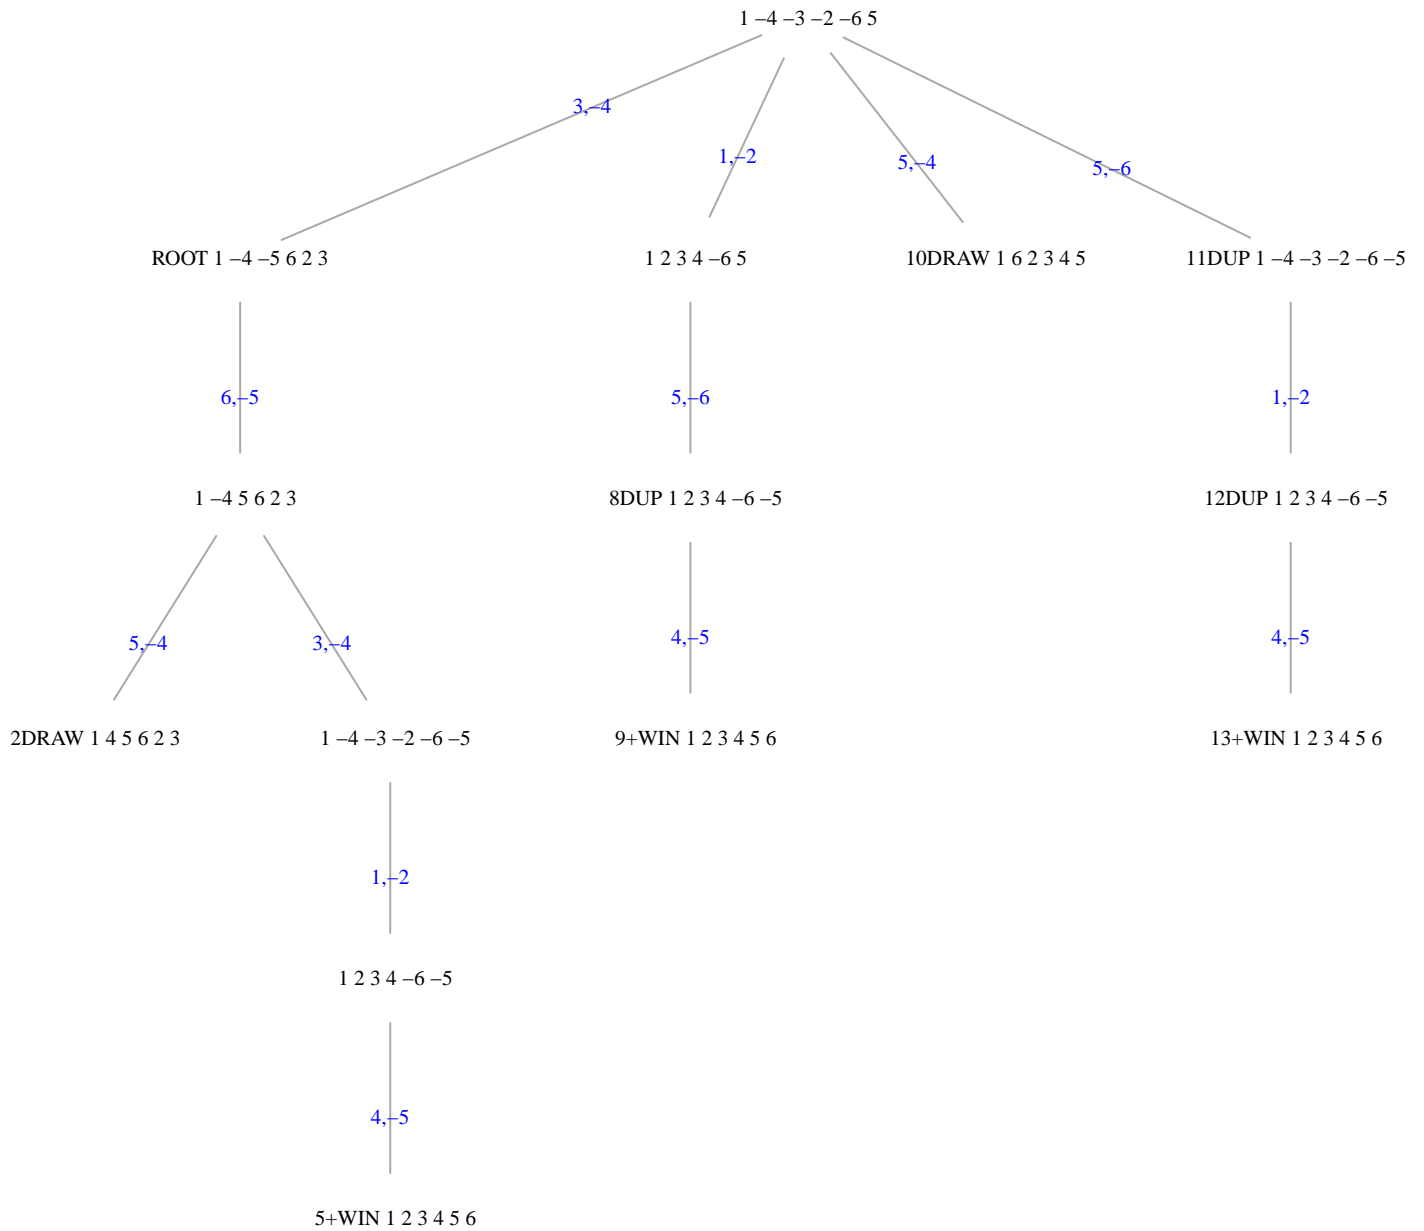 1 –4 –3 –2 –6 5
3,–4
1,–2
5,–4
5,–6
ROOT 1 –4 –5 6 2 3
1 2 3 4 –6 5
10DRAW 1 6 2 3 4 5
11DUP 1 –4 –3 –2 –6 –5
6,–5
5,–6
1,–2
1 –4 5 6 2 3
8DUP 1 2 3 4 –6 –5
12DUP 1 2 3 4 –6 –5
5,–4
3,–4
4,–5
4,–5
2DRAW 1 4 5 6 2 3
1 –4 –3 –2 –6 –5
9+WIN 1 2 3 4 5 6
13+WIN 1 2 3 4 5 6
1,–2
1 2 3 4 –6 –5
4,–5
5+WIN 1 2 3 4 5 6